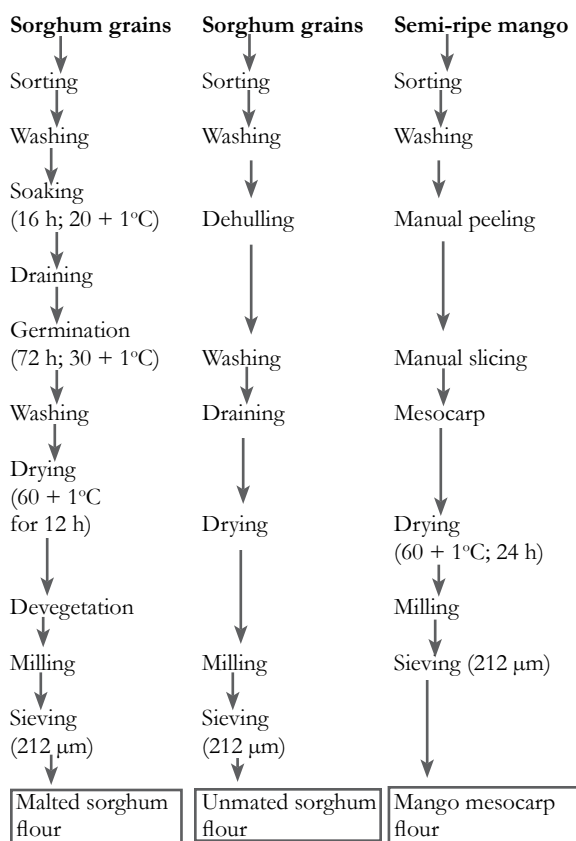 Sorghum grains
Sorting
Washing
Soaking
(16 h; 20 + 1°C)
Draining
Germination
(72 h; 30 + 1°C)
Washing
Drying
(60 + 1°C
for 12 h)
Devegetation
Milling
Sieving
(212 μm)
Malted sorghum
flour
Sorghum grains
Sorting
Washing
Dehulling
Washing
Draining
Drying
Milling
Sieving
(212 μm)
Unmated sorghum
flour
Semi-ripe mango
Sorting
Washing
Manual peeling
Manual slicing
Mesocarp
Drying
(60 + 1°C; 24 h)
Milling
Sieving (212 μm)
Mango mesocarp
flour